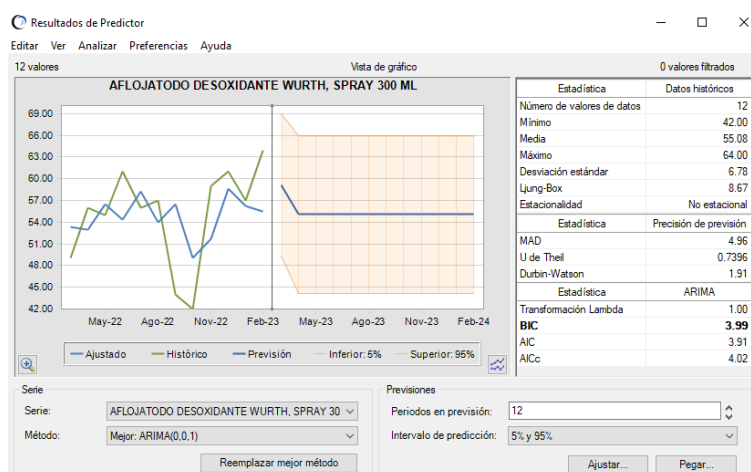 Resultados de Predictor
Editar Ver Analizar Preferencias Ayuda
12 valores Vista de gráfico 0 valores filtrados
AFLOJATODO DESOXIDANTE WURTH, SPRAY 300 ML
69.00
66.00
63.00
60.00
57.00
54.00
51.00
48.00
45.00
42.00
May-22 Ago-22 Nov-22 Feb-23 May-23 Ago-23 Nov-23 Feb-24
Ajustado Histórico Previsión Inferior: 5% Superior: 95%
Estadística Datos históricos
Número de valores de datos 12
Mínimo 42.00
Media 55.08
Máximo 64.00
Desviación estándar 6.78
Ljung-Box 8.67
Estacionalidad No estacional
Estadística Precisión de previsión
MAD 4.96
U de Theil 0.7396
Durbin-Watson 1.91
Estadística ARIMA
Transformación Lambda 1.00
BIC 3.99
AIC 3.91
AICc 4.02
Serie
Serie: AFLOJATODO DESOXIDANTE WURTH, SPRAY 30
Método: Mejor: ARIMA(0,0,1)
Reemplazar mejor método
Previsiones
Periodos en previsión: 12
Intervalo de predicción: 5% y 95%
Ajustar... Pegar...